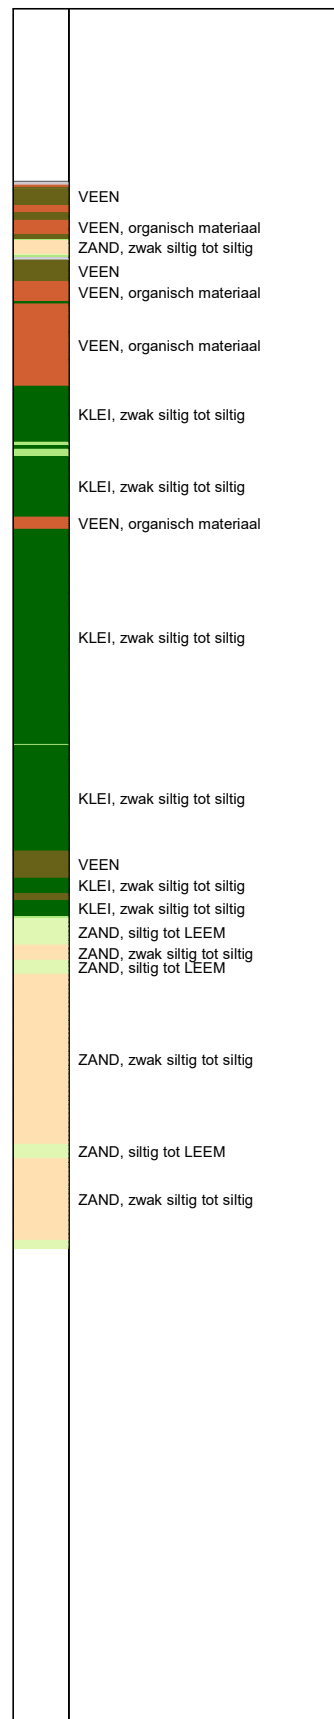 VEEN
VEEN, organisch materiaal
ZAND, zwak siltig tot siltig
VEEN
VEEN, organisch materiaal
VEEN, organisch materiaal
KLEI, zwak siltig tot siltig
KLEI, zwak siltig tot siltig
VEEN, organisch materiaal
KLEI, zwak siltig tot siltig
KLEI, zwak siltig tot siltig
VEEN
KLEI, zwak siltig tot siltig
KLEI, zwak siltig tot siltig
ZAND, siltig tot LEEM
ZAND, zwak siltig tot siltig
ZAND, siltig tot LEEM
ZAND, zwak siltig tot siltig
ZAND, siltig tot LEEM
ZAND, zwak siltig tot siltig